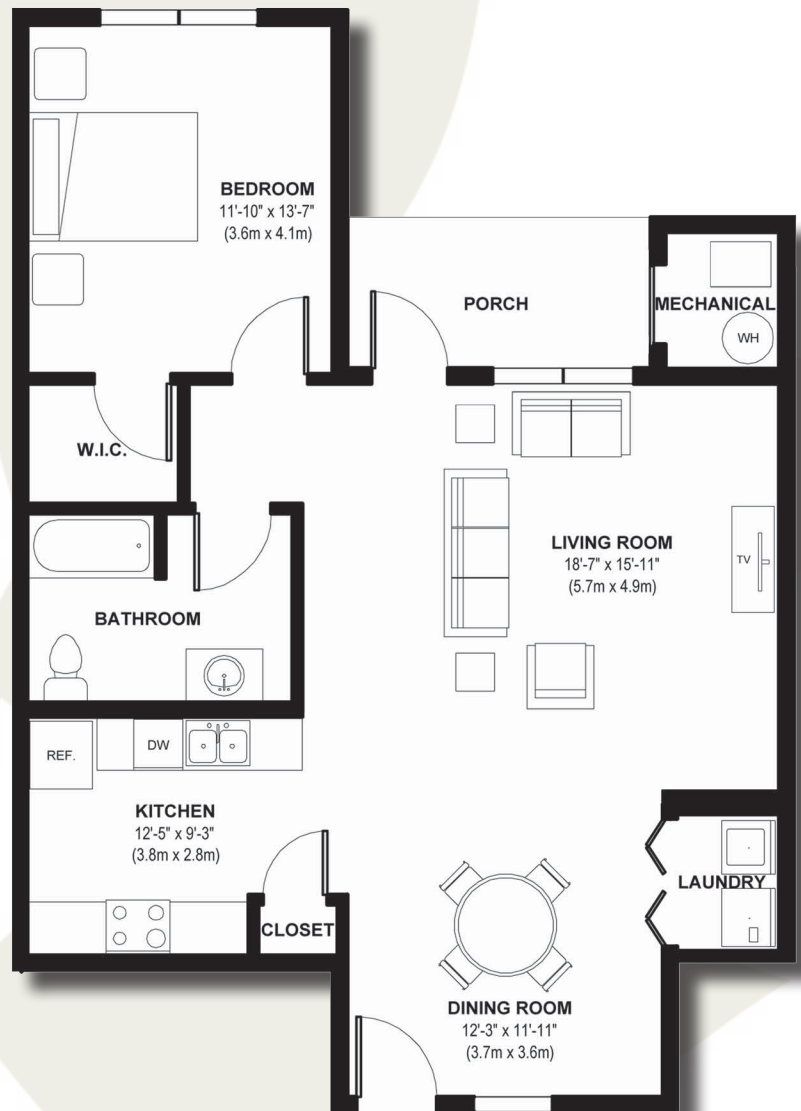 BEDROOM
11'-10" x 13'-7"
(3.6m x 4.1m)
PORCH
MECHANICAL
WH
W.I.C.
LIVING ROOM
18'-7" x 15'-11"
(5.7m x 4.9m)
TV
BATHROOM
REF.
DW
KITCHEN
12'-5" x 9'-3"
(3.8m x 2.8m)
LAUNDRY
CLOSET
DINING ROOM
12'-3" x 11'-11"
(3.7m x 3.6m)